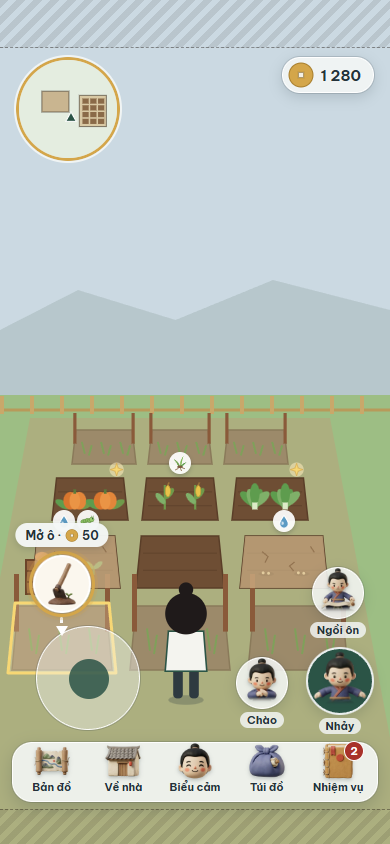 1 280
Mở ô · 50
Ngồi ôn
Chào
Nhảy
2
Bản đồ
Về nhà
Biểu cảm
Túi đồ
Nhiệm vụ